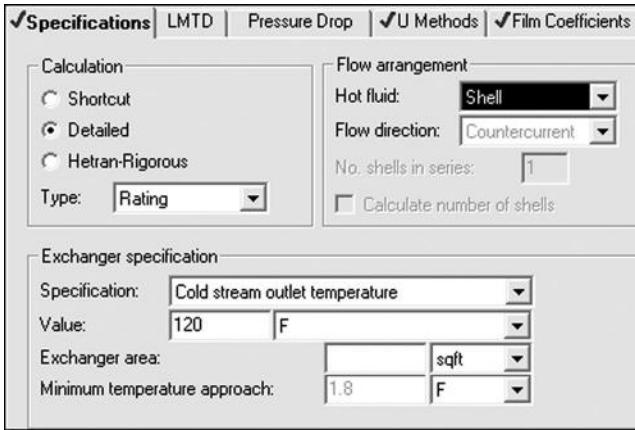 Specifications LMTD Pressure Drop U Methods Film Coefficients
Calculation
Shortcut
Detailed
Hetran-Rigorous
Type: Rating
Flow arrangement
Hot fluid: Shell
Flow direction: Countercurrent
No. shells in series: 1
Calculate number of shells
Exchanger specification
Specification: Cold stream outlet temperature
Value: 120 F
Exchanger area: sqft
Minimum temperature approach: 1.8 F